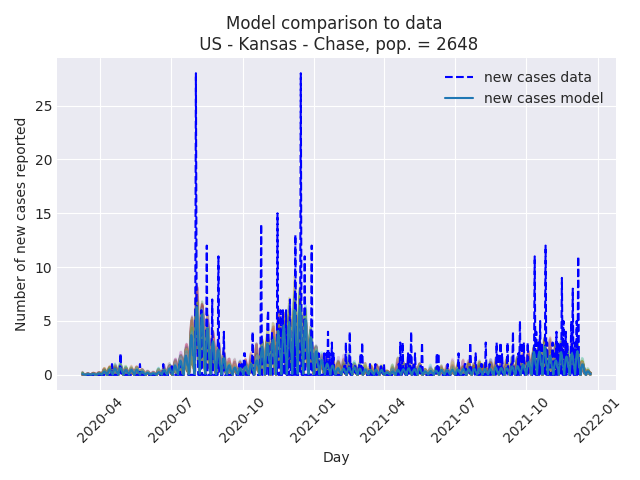 Model comparison to data
US - Kansas - Chase, pop. = 2648
new cases data
new cases model
Number of new cases reported
25
20
15
10
5
0
2020-04
2020-07
2020-10
2021-01
2021-04
2021-07
2021-10
2022-01
Day